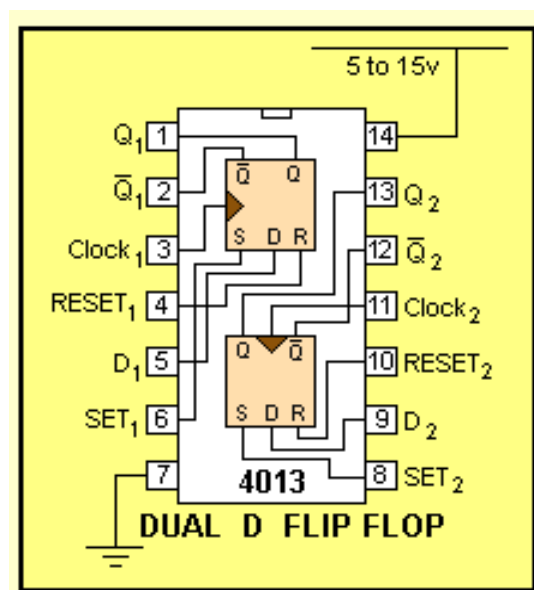 5 to 15v
Q1 1 14
Q̅1 2 13 Q2
Clock1 3 12 Q̅2
RESET1 4 11 Clock2
D1 5 10 RESET2
SET1 6 9 D2
7 8 SET2
Q̅ Q
S D R
Q Q̅
S D R
4013
DUAL D FLIP FLOP